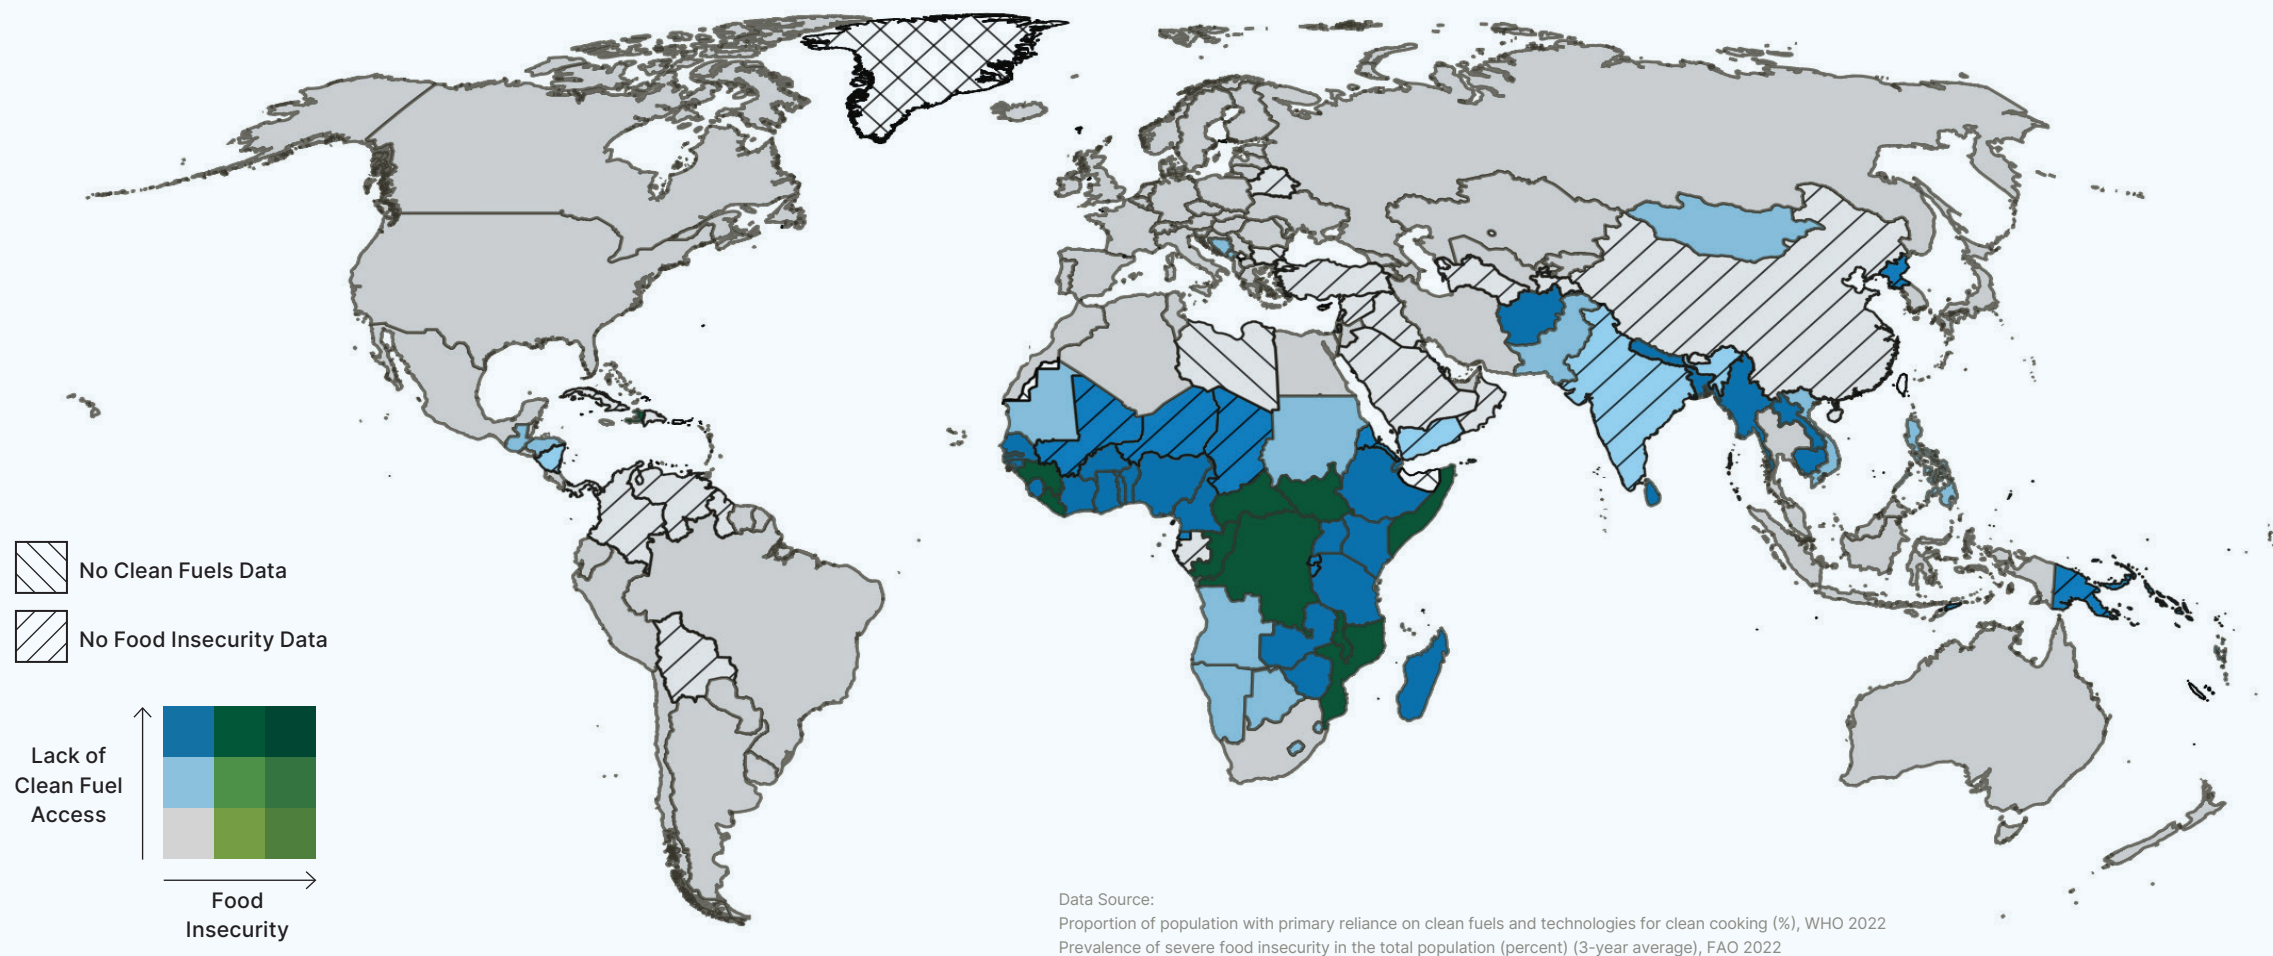 No Clean Fuels Data
No Food Insecurity Data
Lack of
Clean Fuel
Access
Food
Insecurity
Data Source:
Proportion of population with primary reliance on clean fuels and technologies for clean cooking (%), WHO 2022
Prevalence of severe food insecurity in the total population (percent) (3-year average), FAO 2022